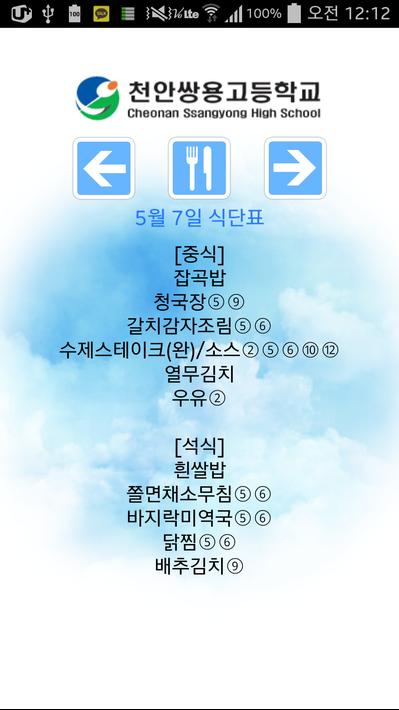 U+ 100 TALK Lte 100% 오전 12:12
천안쌍용고등학교
Cheonan Ssangyong High School
5월 7일 식단표
[중식]
잡곡밥
청국장⑤⑨
갈치감자조림⑤⑥
수제스테이크(완)/소스②⑤⑥⑩⑫
열무김치
우유②
[석식]
흰쌀밥
쫄면채소무침⑤⑥
바지락미역국⑤⑥
닭찜⑤⑥
배추김치⑨